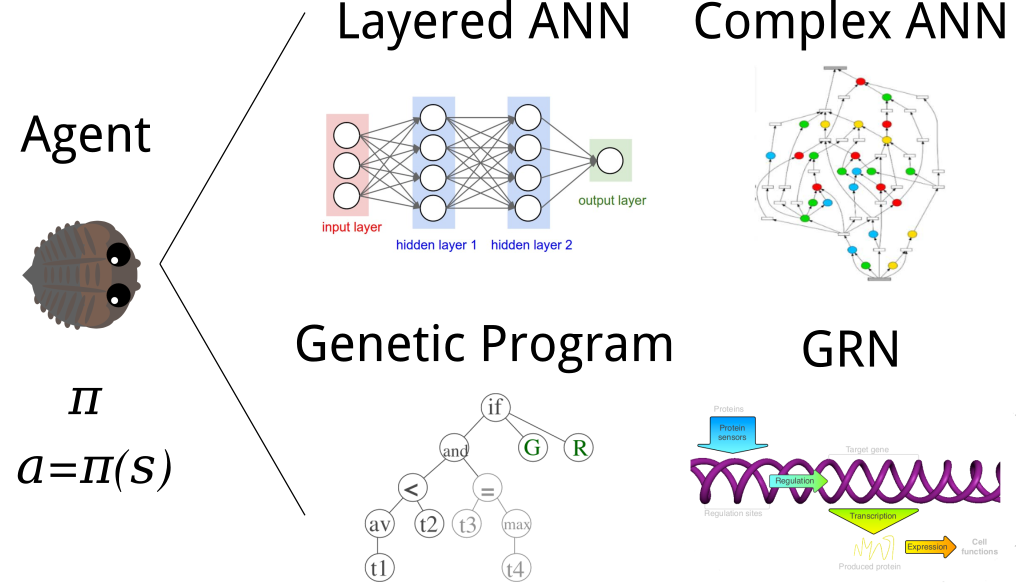 Layered ANN
Complex ANN
Agent
input layer
hidden layer 1
hidden layer 2
output layer
π
a=π(s)
Genetic Program
if
and
G
R
<
=
av
t2
t3
max
t1
t4
GRN
Proteins
Protein
sensors
Target gene
Regulation
Regulation sites
Transcription
Expression
Cell
functions
Produced protein